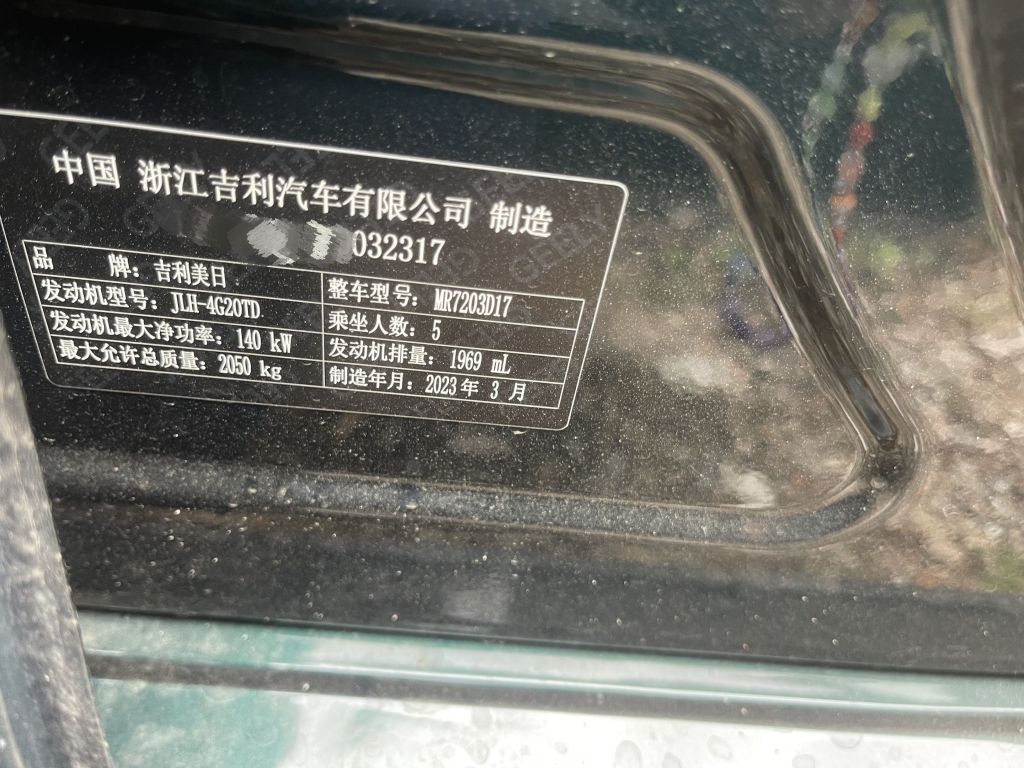 中国 浙江吉利汽车有限公司 制造
032317
品 牌：吉利美日 整车型号：MR7203D17
发动机型号：JLH-4G20TD 乘坐人数：5
发动机最大净功率：140 kW 发动机排量：1969 mL
最大允许总质量：2050 kg 制造年月：2023 年 3 月
GEELY